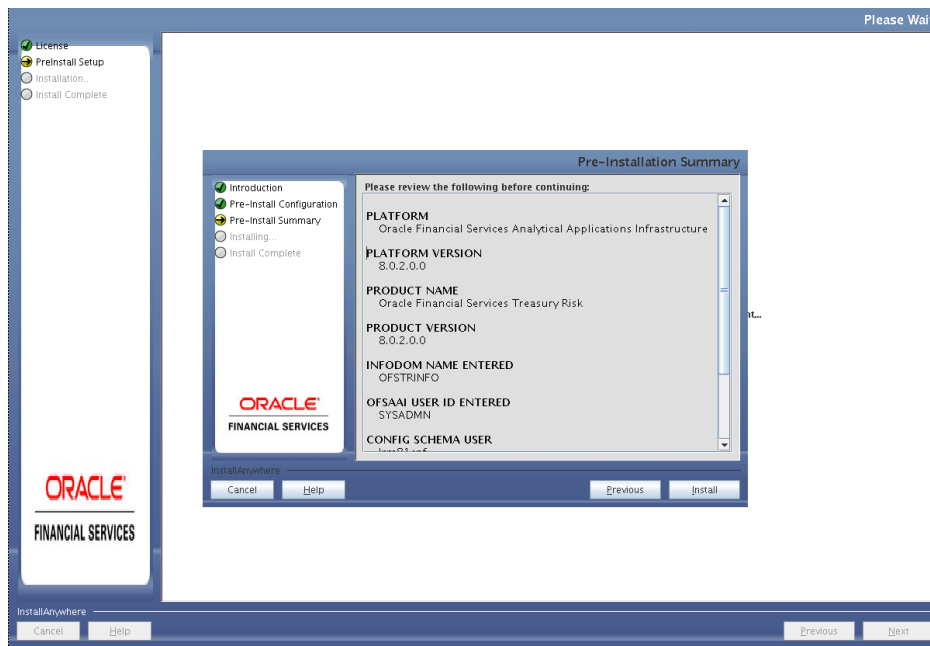 Please Wai
License
PreInstall Setup
Installation..
Install Complete
Pre-Installation Summary
Introduction
Pre-Install Configuration
Pre-Install Summary
Installing...
Install Complete
Please review the following before continuing:
PLATFORM
Oracle Financial Services Analytical Applications Infrastructure
PLATFORM VERSION
8.0.2.0.0
PRODUCT NAME
Oracle Financial Services Treasury Risk
PRODUCT VERSION
8.0.2.0.0
INFODOM NAME ENTERED
OFSTRINFO
OFSAAI USER ID ENTERED
SYSADMN
CONFIG SCHEMA USER
ORACLE
FINANCIAL SERVICES
InstallAnywhere
Cancel
Help
Previous
Install
ORACLE
FINANCIAL SERVICES
InstallAnywhere
Cancel
Help
Previous
Next